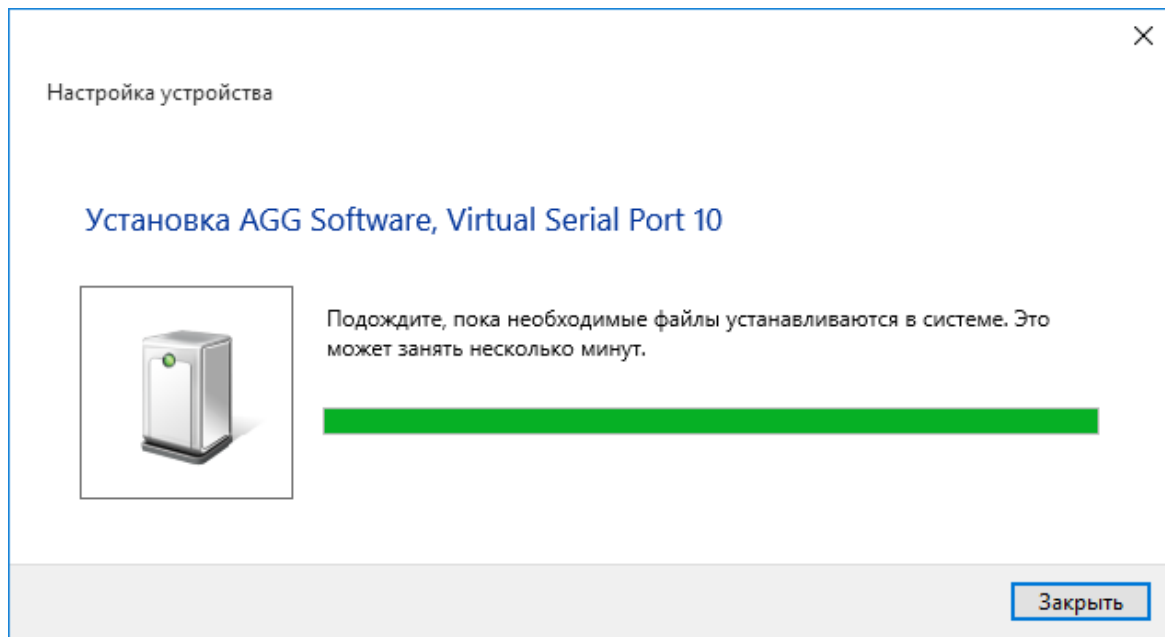 Настройка устройства
Установка AGG Software, Virtual Serial Port 10
Подождите, пока необходимые файлы устанавливаются в системе. Это
может занять несколько минут.
Закрыть